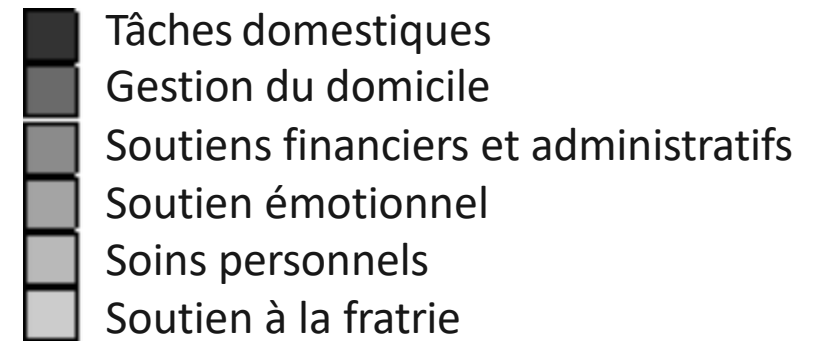 Tâches domestiques
Gestion du domicile
Soutiens financiers et administratifs
Soutien émotionnel
Soins personnels
Soutien à la fratrie